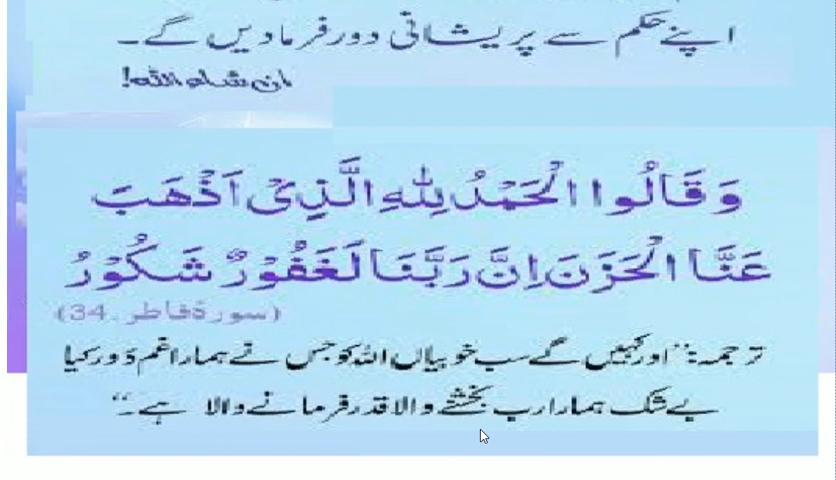 اپنے حکم سے پریشانی دور فرما دیں گے۔
ان شاء اللہ!
وَ قَالُوا الْحَمْدُ لِلّٰهِ الَّذِیْۤ اَذْهَبَ
عَنَّا الْحَزَنَ اِنَّ رَبَّنَا لَغَفُوْرٌ شَكُوْرُ
(سورۃ فاطر۔34)
ترجمہ: ’’اور کہیں گے سب خوبیاں اللہ کو جس نے ہمارا غم دُور کیا
بے شک ہمارا رب بخشنے والا قدر فرمانے والا ہے۔‘‘